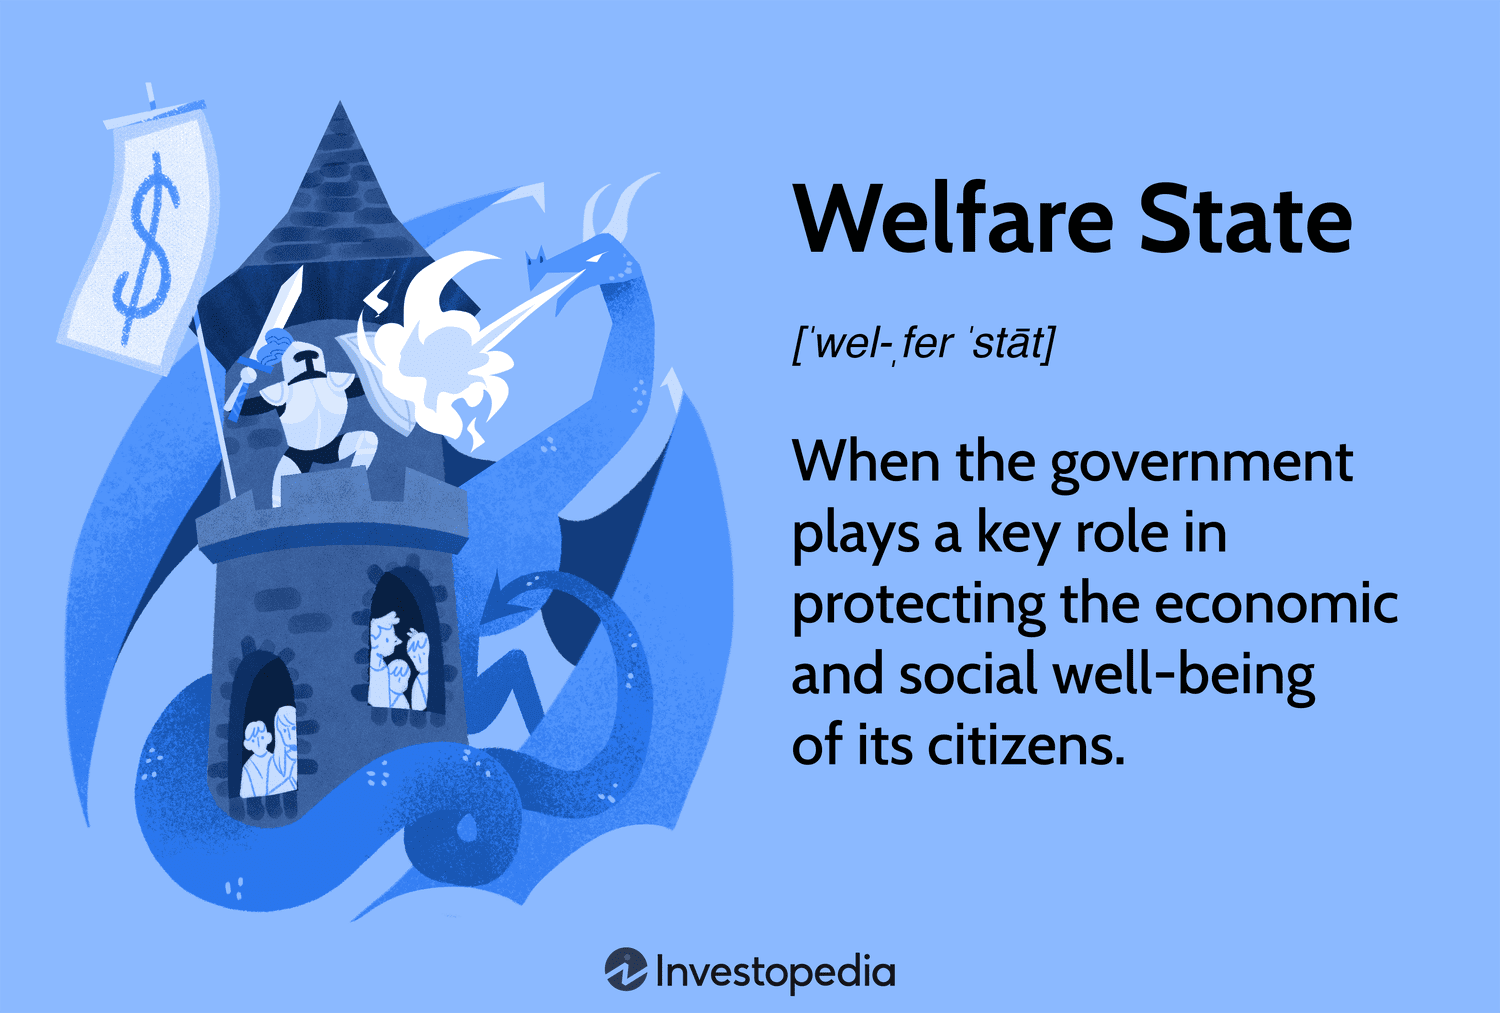 $
Welfare State
[ˈwel-ˌfer ˈstāt]
When the government
plays a key role in
protecting the economic
and social well-being
of its citizens.
Investopedia